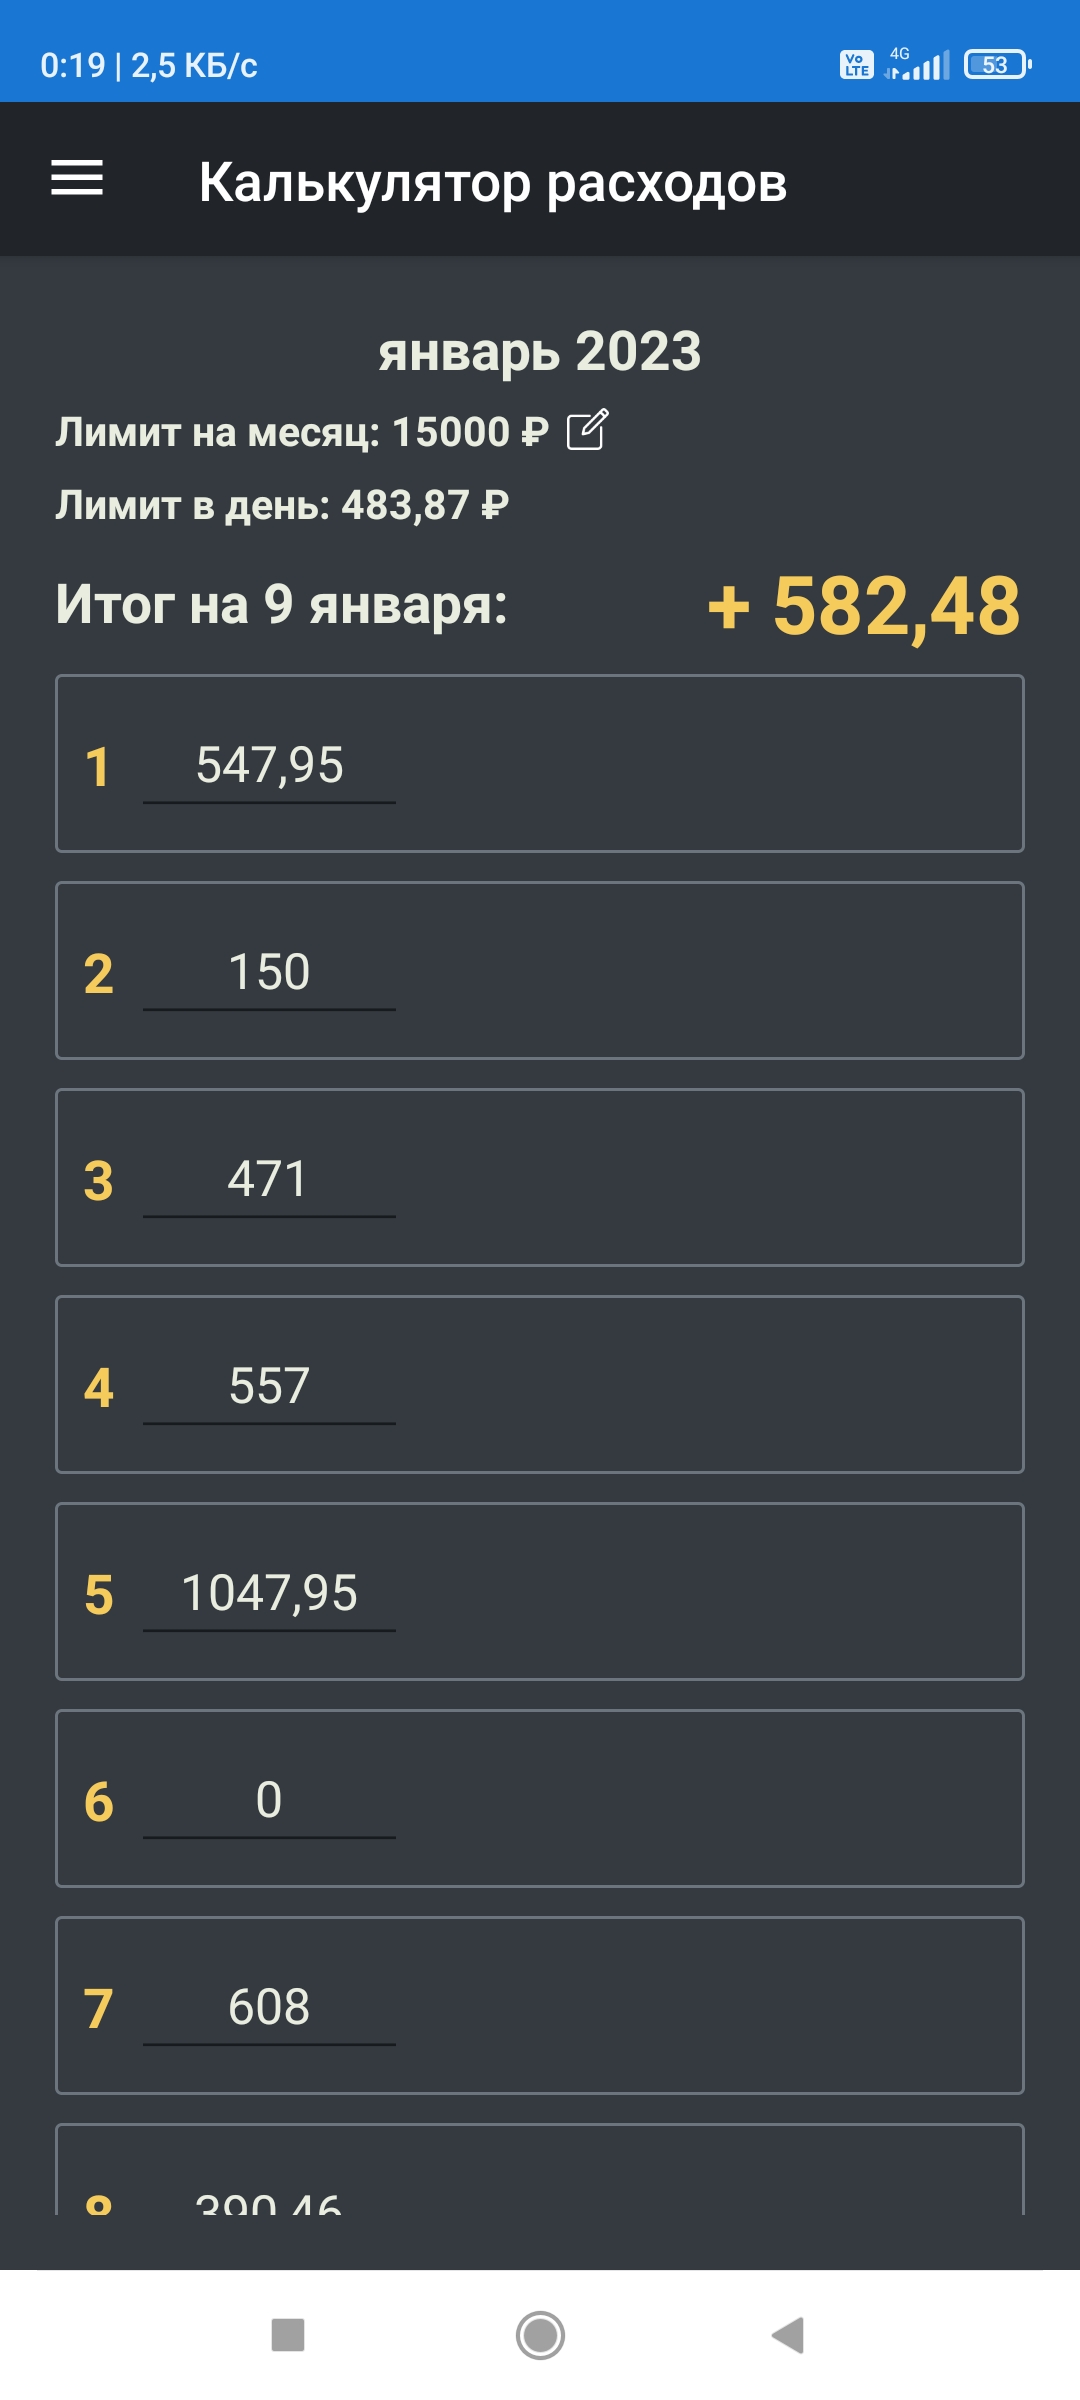 0:19 | 2,5 КБ/с
Vo LTE 4G 53
Калькулятор расходов
январь 2023
Лимит на месяц: 15000 ₽
Лимит в день: 483,87 ₽
Итог на 9 января: + 582,48
1 547,95
2 150
3 471
4 557
5 1047,95
6 0
7 608
8 390,46